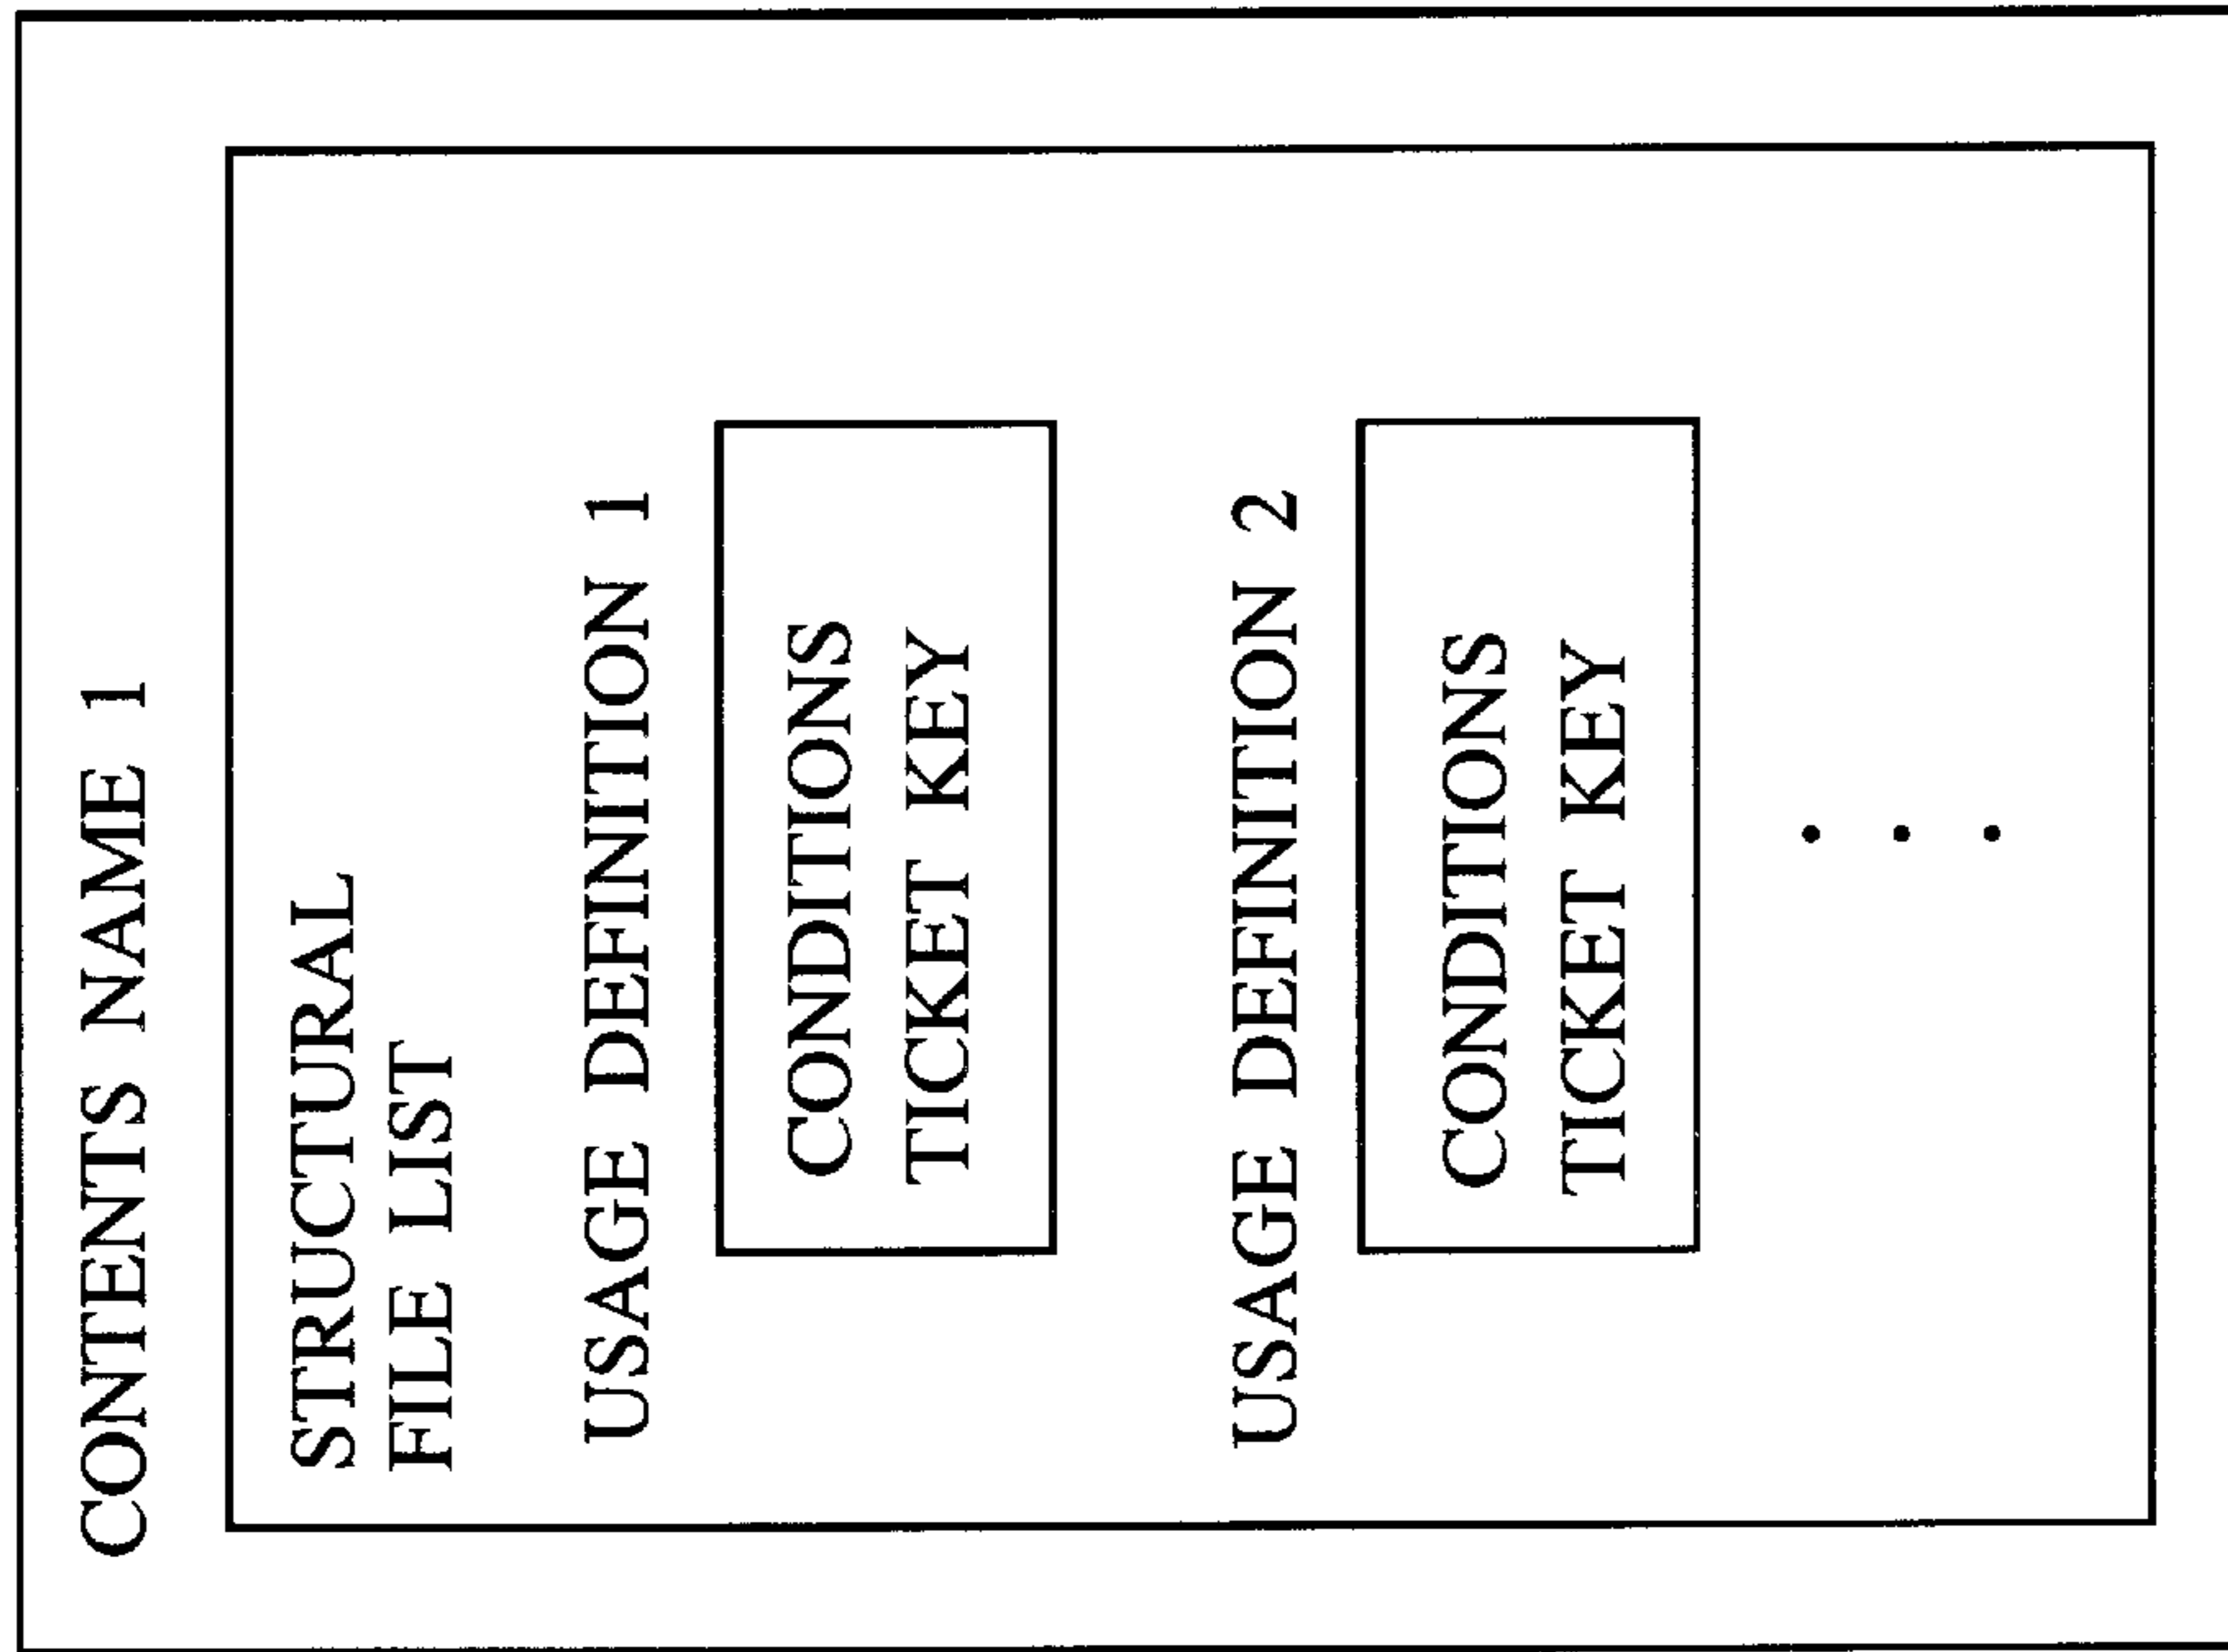 CONTENTS NAME 1
STRUCTURAL
FILE LIST
USAGE DEFINITION 1
CONDITIONS
TICKET KEY
USAGE DEFINITION 2
CONDITIONS
TICKET KEY